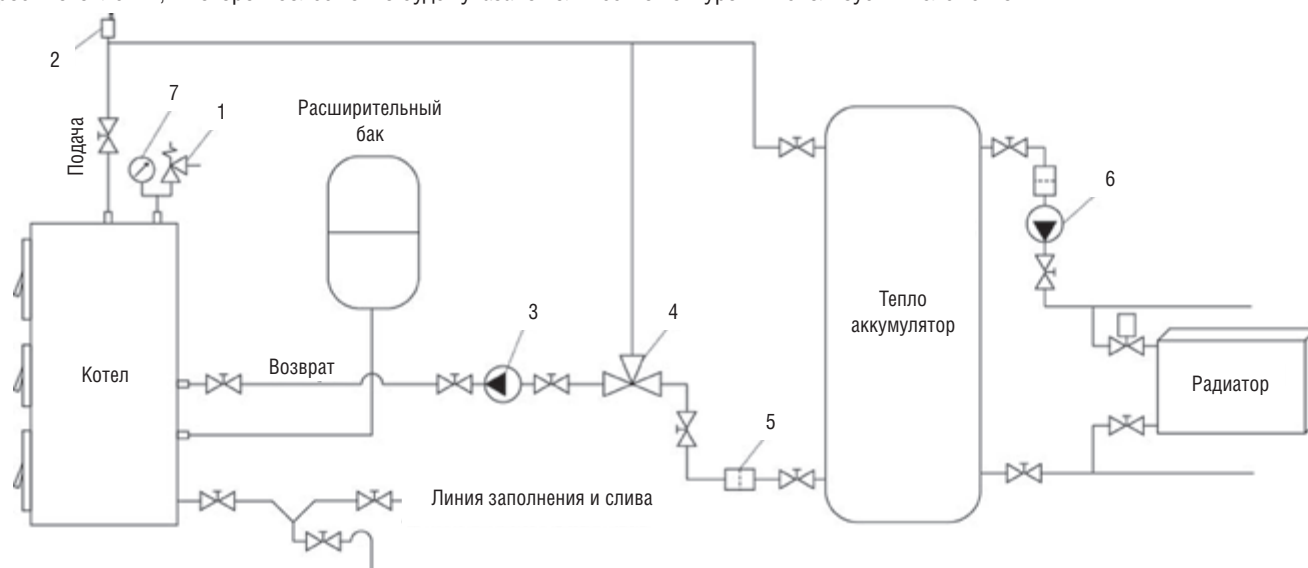 2
7
1
Подача
Расширительный
бак
6
Тепло
аккумулятор
3
4
Котел
Возврат
Радиатор
5
Линия заполнения и слива